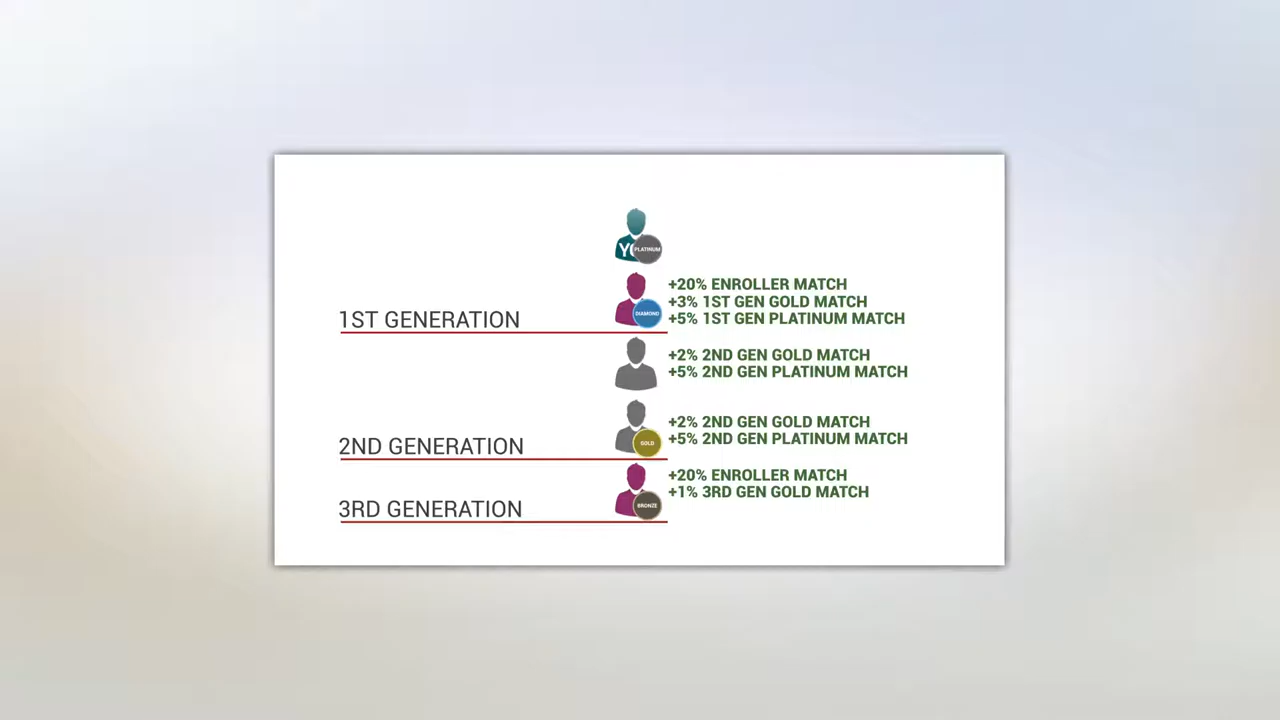 YO
PLATINUM
+20% ENROLLER MATCH
+3% 1ST GEN GOLD MATCH
+5% 1ST GEN PLATINUM MATCH
DIAMOND
1ST GENERATION
+2% 2ND GEN GOLD MATCH
+5% 2ND GEN PLATINUM MATCH
+2% 2ND GEN GOLD MATCH
+5% 2ND GEN PLATINUM MATCH
GOLD
2ND GENERATION
+20% ENROLLER MATCH
+1% 3RD GEN GOLD MATCH
BRONZE
3RD GENERATION